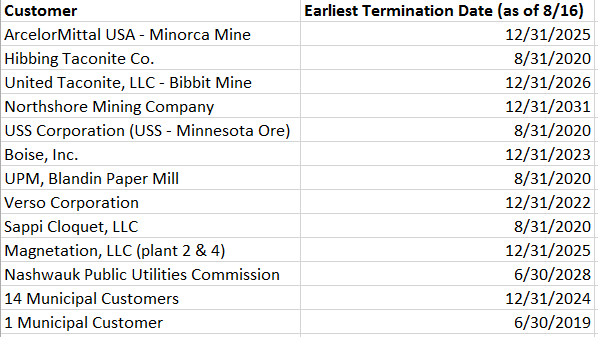 Customer Earliest Termination Date (as of 8/16)
ArcelorMittal USA - Minorca Mine 12/31/2025
Hibbing Taconite Co. 8/31/2020
United Taconite, LLC - Bibbit Mine 12/31/2026
Northshore Mining Company 12/31/2031
USS Corporation (USS - Minnesota Ore) 8/31/2020
Boise, Inc. 12/31/2023
UPM, Blandin Paper Mill 8/31/2020
Verso Corporation 12/31/2022
Sappi Cloquet, LLC 8/31/2020
Magnetation, LLC (plant 2 & 4) 12/31/2025
Nashwauk Public Utilities Commission 6/30/2028
14 Municipal Customers 12/31/2024
1 Municipal Customer 6/30/2019